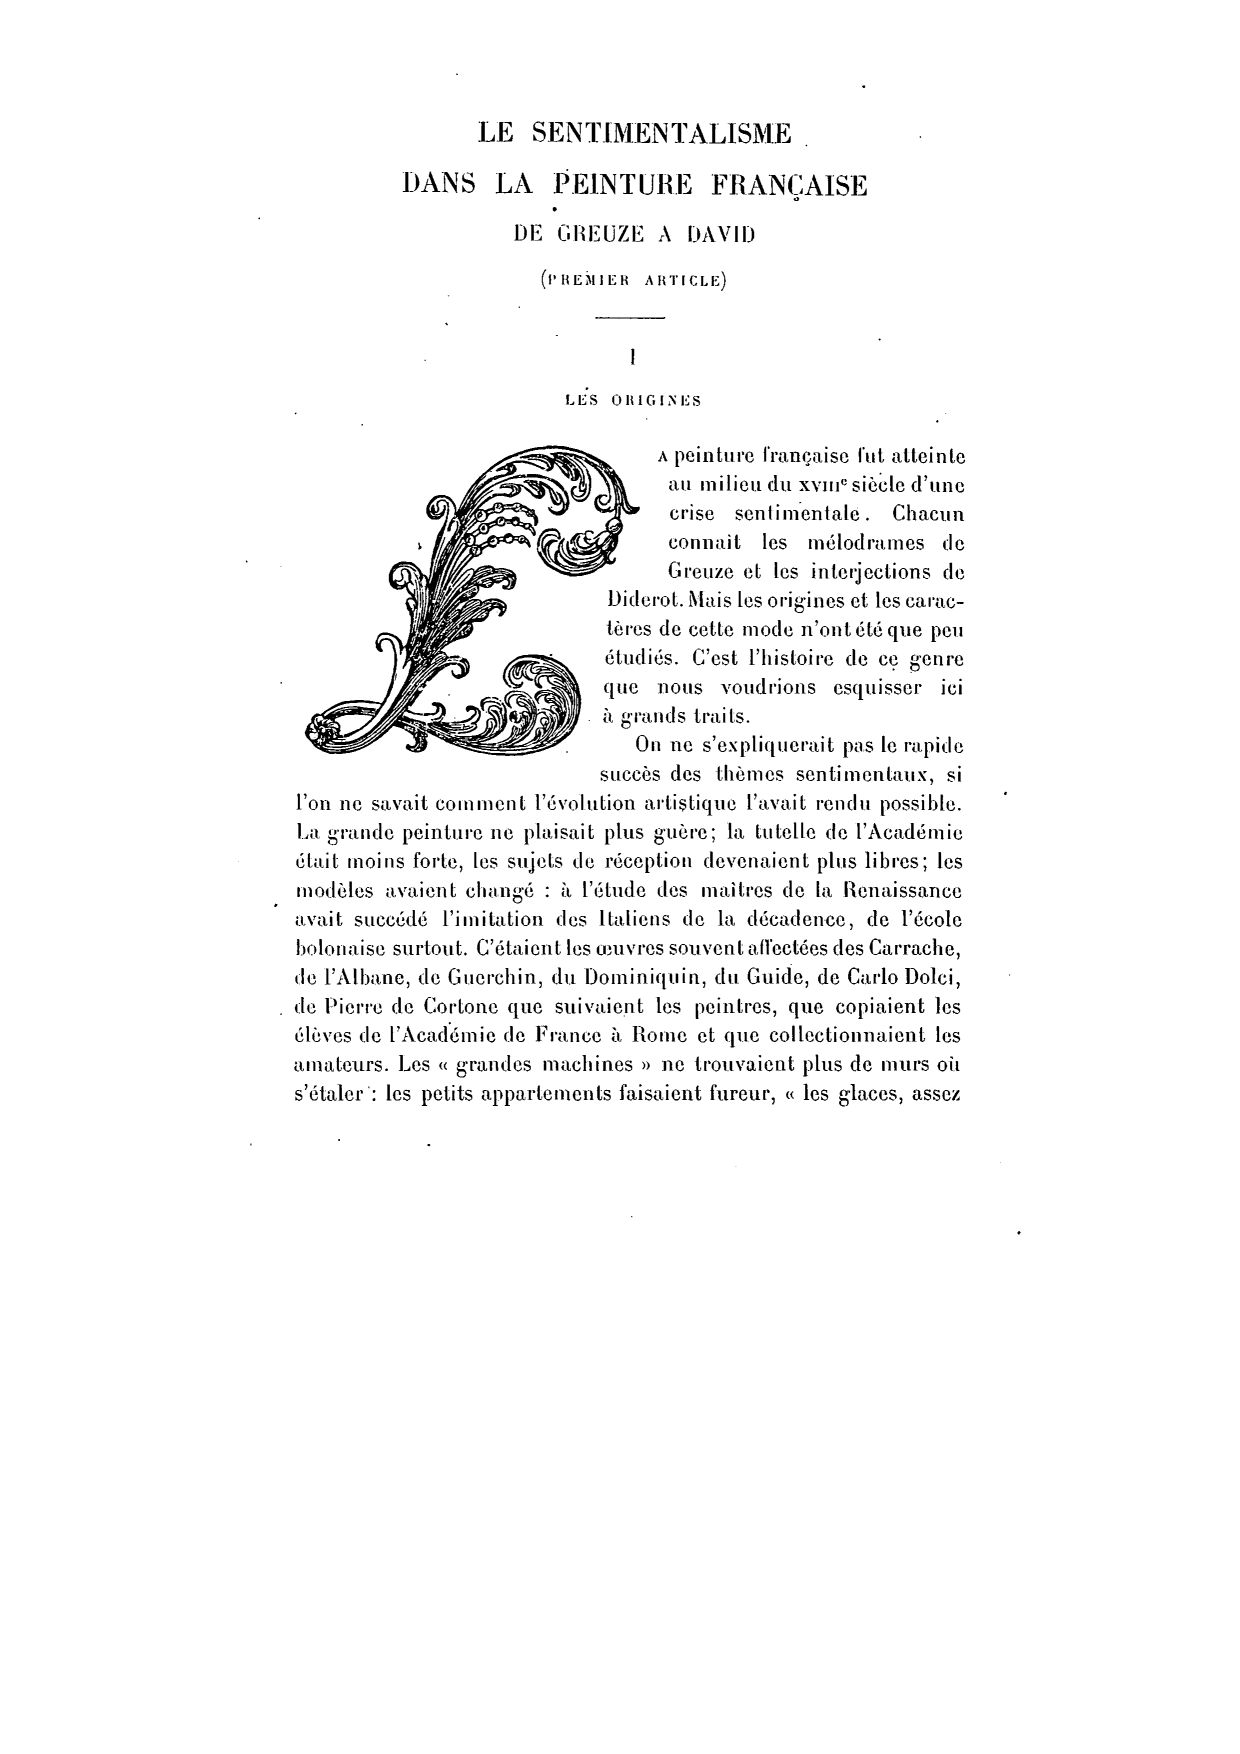 LE SENTIMENTALISME
DANS LA PEINTURE FRANÇAISE
DE GREUZE A DAVID
(PREMIER ARTICLE)
I
LES ORIGINES
LA peinture française fut atteinte
au milieu du XVIIIe siècle d'une
crise sentimentale. Chacun
connait les mélodrames de
Greuze et les interjections de
Diderot. Mais les origines et les carac-
tères de cette mode n'ont été que peu
étudiés. C'est l'histoire de ce genre
que nous voudrions esquisser ici
à grands traits.
On ne s'expliquerait pas le rapide
succès des thèmes sentimentaux, si
l'on ne savait comment l'évolution artistique l'avait rendu possible.
La grande peinture ne plaisait plus guère; la tutelle de l'Académie
était moins forte, les sujets de réception devenaient plus libres; les
modèles avaient changé : à l'étude des maîtres de la Renaissance
avait succédé l'imitation des Italiens de la décadence, de l'école
bolonaise surtout. C'étaient les œuvres souvent affectées des Carrache,
de l'Albane, de Guerchin, du Dominiquin, du Guide, de Carlo Dolci,
de Pierre de Cortone que suivaient les peintres, que copiaient les
élèves de l'Académie de France à Rome et que collectionnaient les
amateurs. Les « grandes machines » ne trouvaient plus de murs où
s'étaler : les petits appartements faisaient fureur, « les glaces, assez